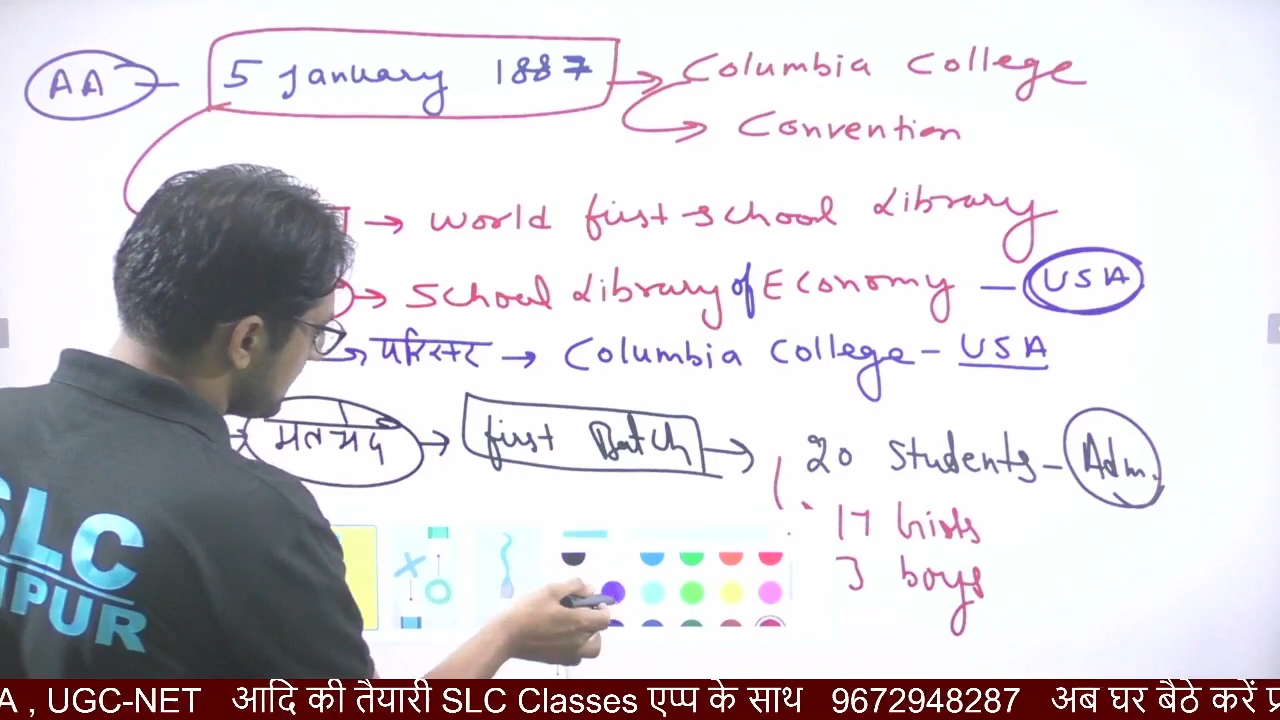 AA - 5 January 1887 → Columbia College
→ Convention
→ World first school Library
→ School Library of Economy - USA
→ परिसर → Columbia College - USA
मतभेद → first Batch → 20 Students - Adm.
17 Girls
3 boys
SLC
IPUR
A , UGC-NET आदि की तैयारी SLC Classes एप्प के साथ 9672948287 अब घर बैठे करें प्र